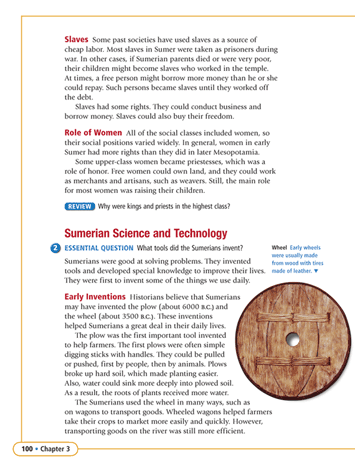 Slaves Some past societies have used slaves as a source of
cheap labor. Most slaves in Sumer were taken as prisoners during
war. In other cases, if Sumerian parents died or were very poor,
their children might become slaves who worked in the temple.
At times, a free person might borrow more money than he or she
could repay. Such persons became slaves until they worked off
the debt.
Slaves had some rights. They could conduct business and
borrow money. Slaves could also buy their freedom.
Role of Women All of the social classes included women, so
their social positions varied widely. In general, women in early
Sumer had more rights than they did in later Mesopotamia.
Some upper-class women became priestesses, which was a
role of honor. Free women could own land, and they could work
as merchants and artisans, such as weavers. Still, the main role
for most women was raising their children.
REVIEW Why were kings and priests in the highest class?
Sumerian Science and Technology
2 ESSENTIAL QUESTION What tools did the Sumerians invent?
Sumerians were good at solving problems. They invented
tools and developed special knowledge to improve their lives.
They were first to invent some of the things we use daily.
Wheel Early wheels
were usually made
from wood with tires
made of leather. ▼
Early Inventions Historians believe that Sumerians
may have invented the plow (about 6000 B.C.) and
the wheel (about 3500 B.C.). These inventions
helped Sumerians a great deal in their daily lives.
The plow was the first important tool invented
to help farmers. The first plows were often simple
digging sticks with handles. They could be pulled
or pushed, first by people, then by animals. Plows
broke up hard soil, which made planting easier.
Also, water could sink more deeply into plowed soil.
As a result, the roots of plants received more water.
The Sumerians used the wheel in many ways, such as
on wagons to transport goods. Wheeled wagons helped farmers
take their crops to market more easily and quickly. However,
transporting goods on the river was still more efficient.
100 • Chapter 3